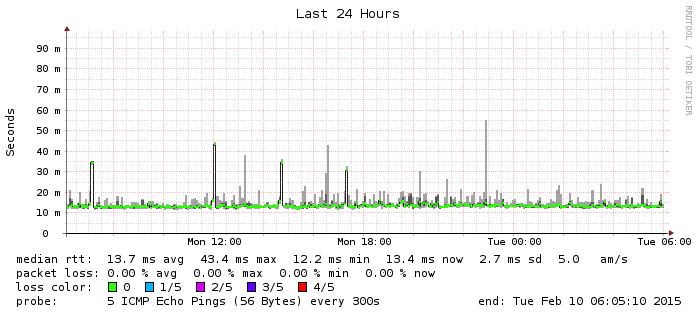 Last 24 Hours
RRDTOOL / TOBI OETIKER
Seconds
90 m
80 m
70 m
60 m
50 m
40 m
30 m
20 m
10 m
0
Mon 12:00 Mon 18:00 Tue 00:00 Tue 06:00
median rtt: 13.7 ms avg 43.4 ms max 12.2 ms min 13.4 ms now 2.7 ms sd 5.0 am/s
packet loss: 0.00 % avg 0.00 % max 0.00 % min 0.00 % now
loss color: 0 1/5 2/5 3/5 4/5
probe: 5 ICMP Echo Pings (56 Bytes) every 300s end: Tue Feb 10 06:05:10 2015